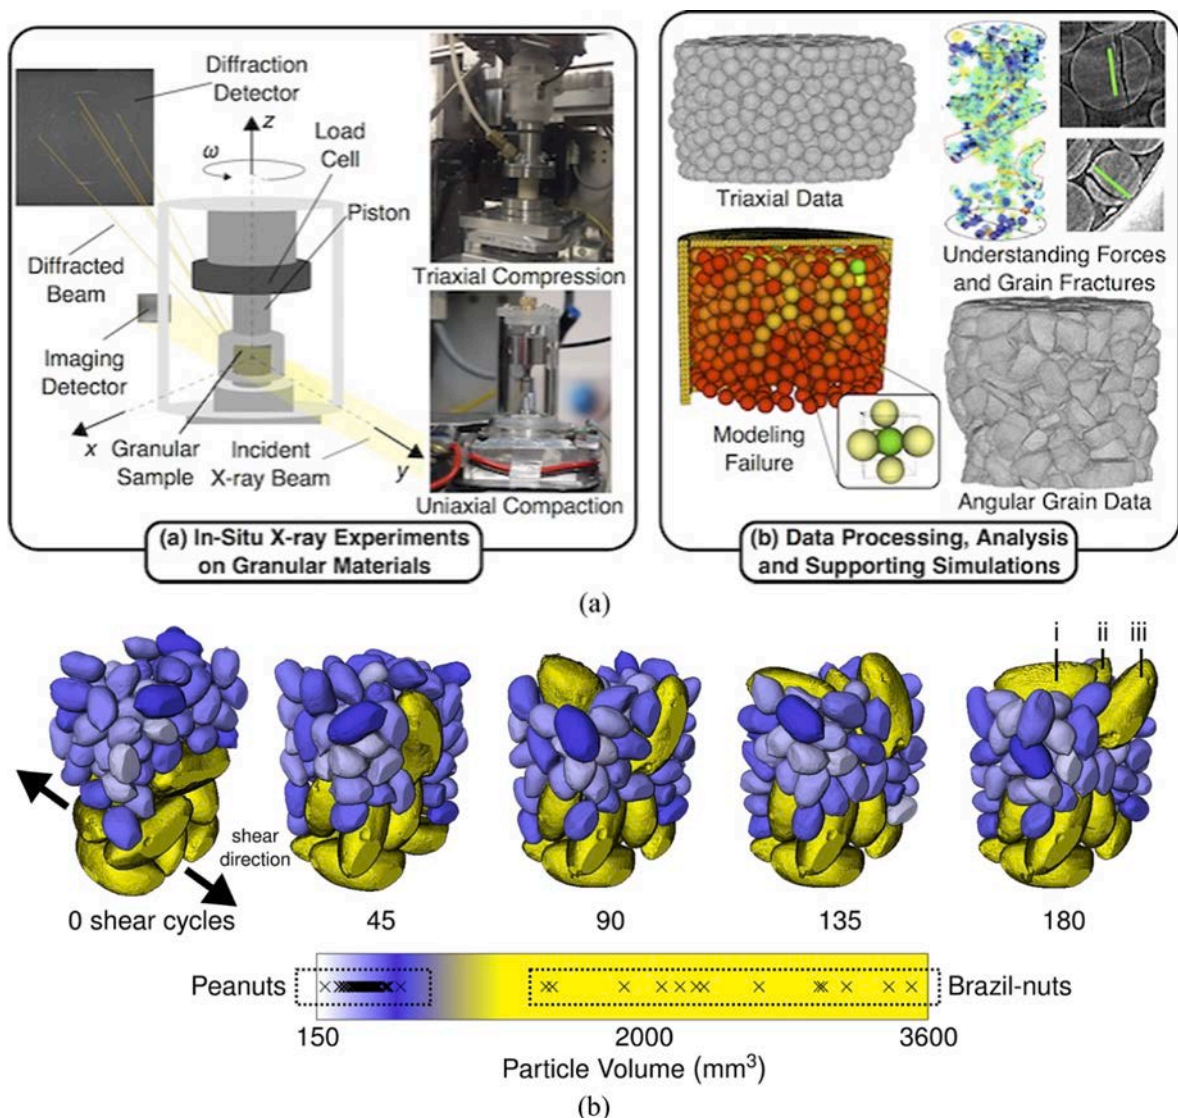 Diffraction
Detector
z
ω
Load
Cell
Piston
Diffracted
Beam
Imaging
Detector
x
Granular
Sample
Incident
X-ray Beam
y
Triaxial Compression
Uniaxial Compaction
(a) In-Situ X-ray Experiments
on Granular Materials
Triaxial Data
Understanding Forces
and Grain Fractures
Modeling
Failure
Angular Grain Data
(b) Data Processing, Analysis
and Supporting Simulations
(a)
i ii iii
shear
direction
0 shear cycles 45 90 135 180
Peanuts Brazil-nuts
150 2000 3600
Particle Volume (mm³)
(b)